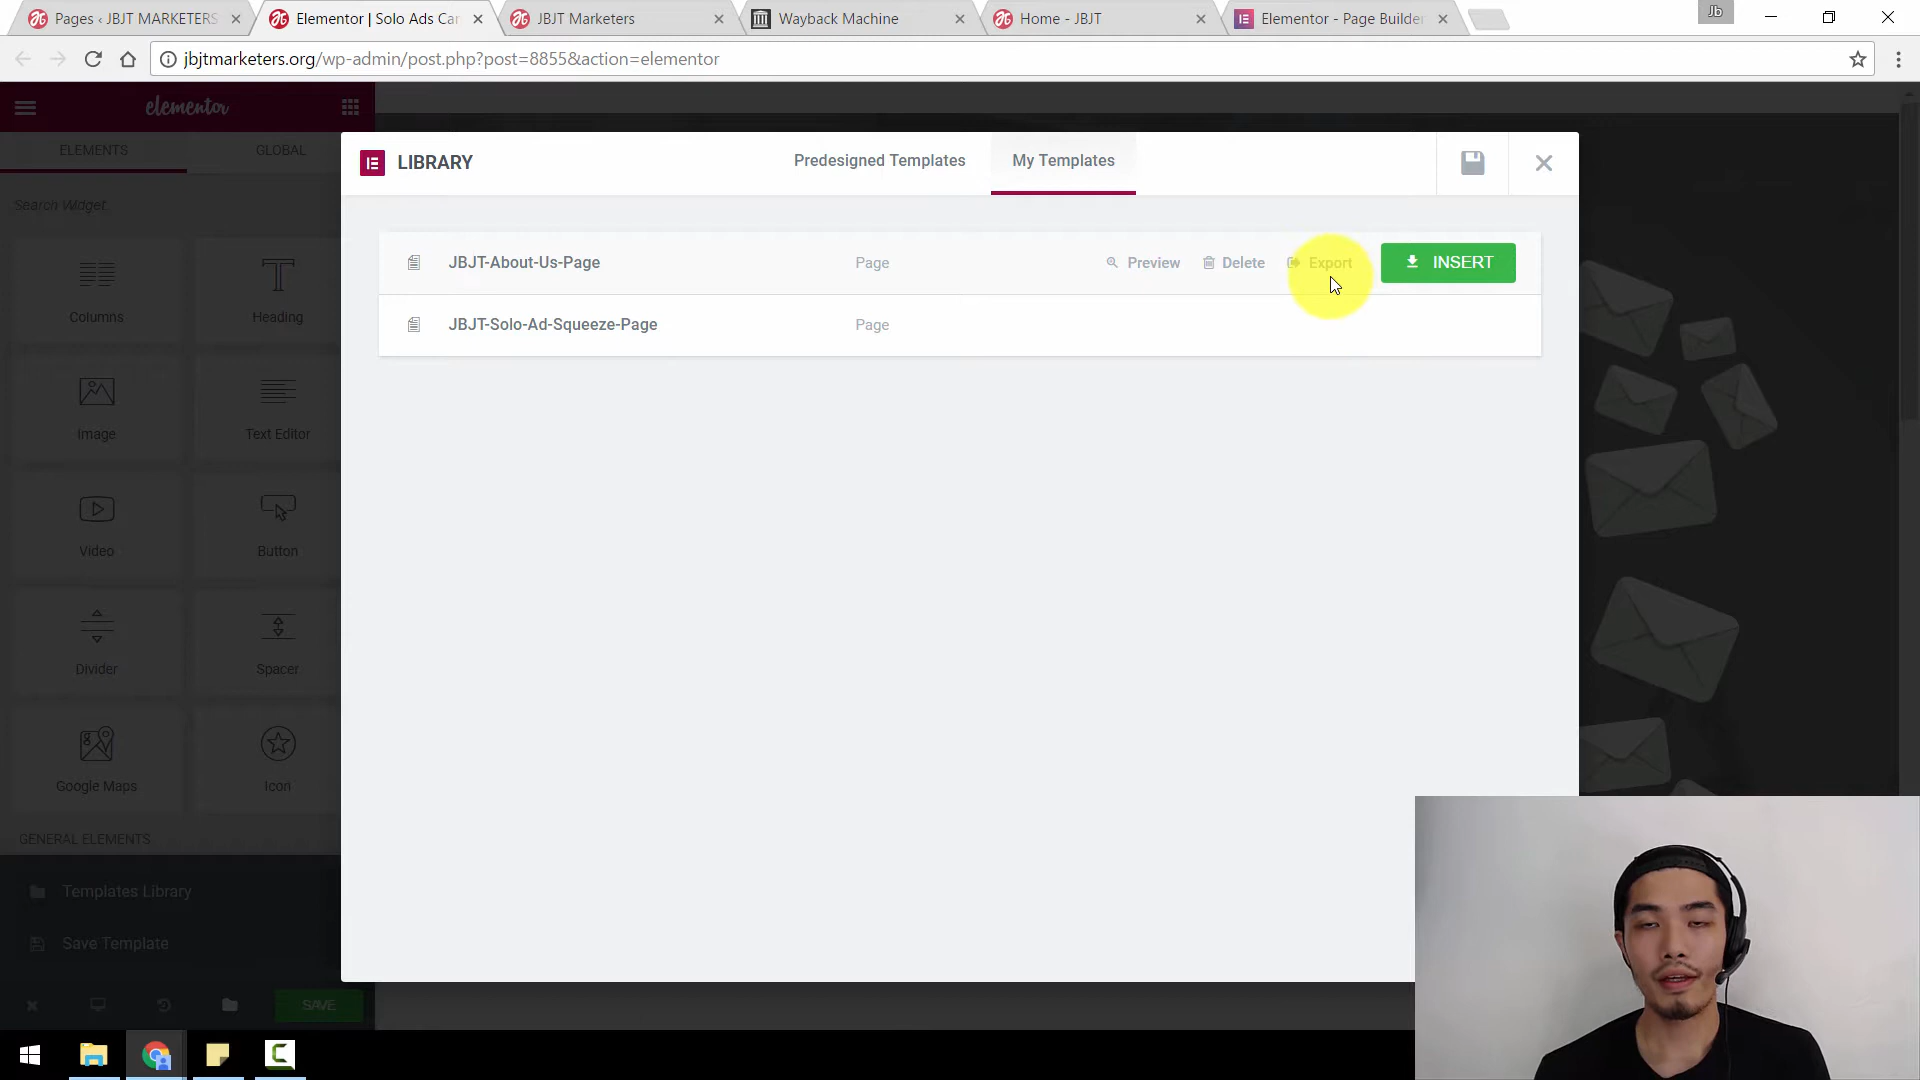 Pages ‹ JBJT MARKETERS
Elementor | Solo Ads Car
JBJT Marketers
Wayback Machine
Home - JBJT
Elementor - Page Builder
Jb
jbjtmarketers.org/wp-admin/post.php?post=8855&action=elementor
elementor
ELEMENTS
GLOBAL
Search Widget
Columns
Heading
Image
Text Editor
Video
Button
Divider
Spacer
Google Maps
Icon
GENERAL ELEMENTS
Templates Library
Save Template
SAVE
LIBRARY
Predesigned Templates
My Templates
JBJT-About-Us-Page
Page
Preview
Delete
Export
INSERT
JBJT-Solo-Ad-Squeeze-Page
Page